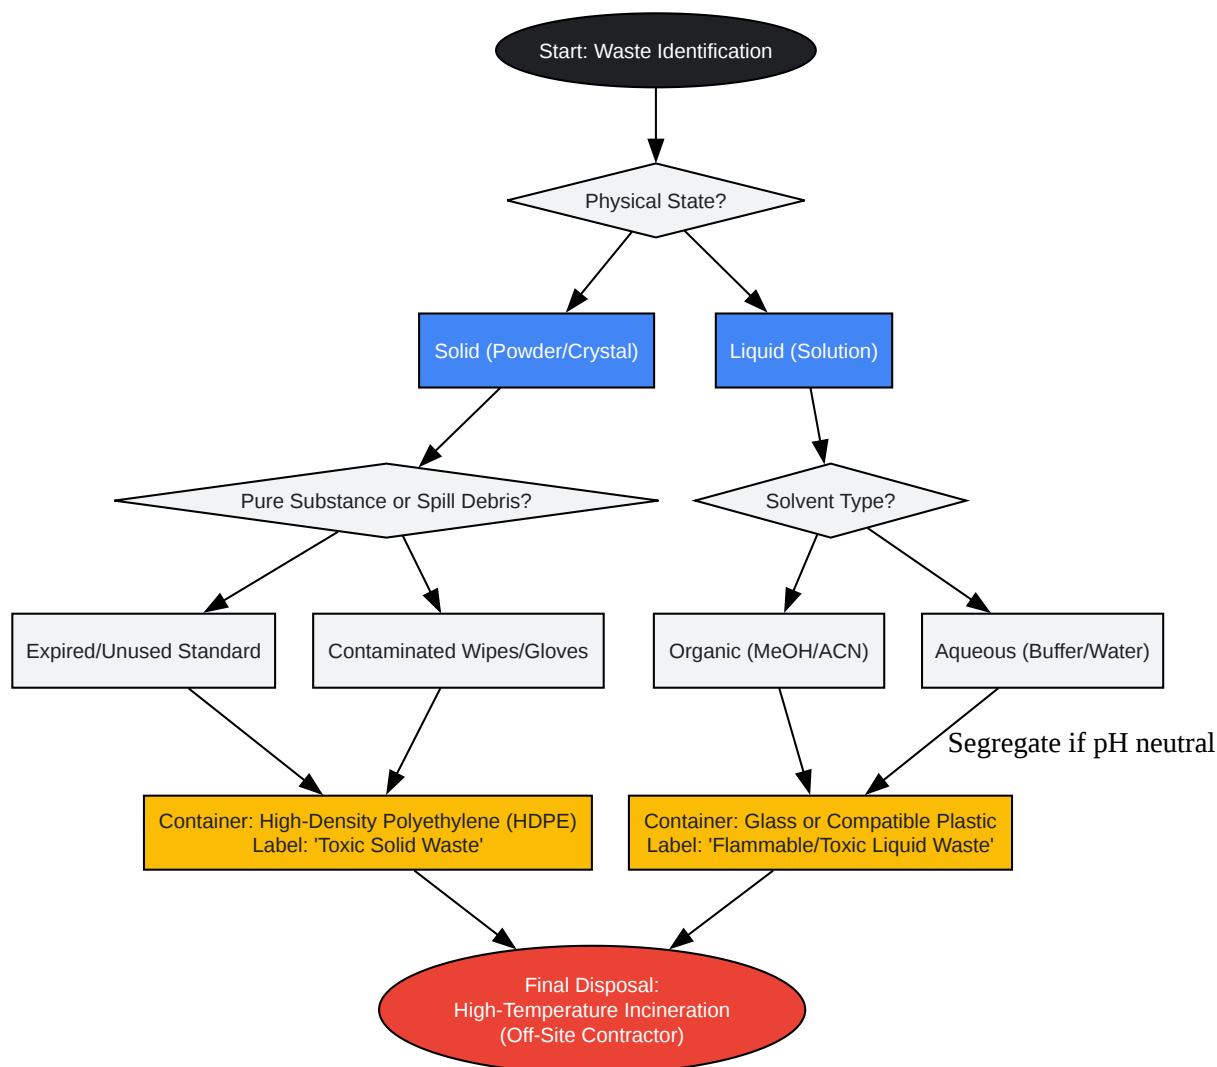 Start: Waste Identification
Physical State?
Solid (Powder/Crystal)
Liquid (Solution)
Pure Substance or Spill Debris?
Solvent Type?
Expired/Unused Standard
Contaminated Wipes/Gloves
Organic (MeOH/ACN)
Aqueous (Buffer/Water)
Segregate if pH neutral
Container: High-Density Polyethylene (HDPE)
Label: 'Toxic Solid Waste'
Container: Glass or Compatible Plastic
Label: 'Flammable/Toxic Liquid Waste'
Final Disposal:
High-Temperature Incineration
(Off-Site Contractor)